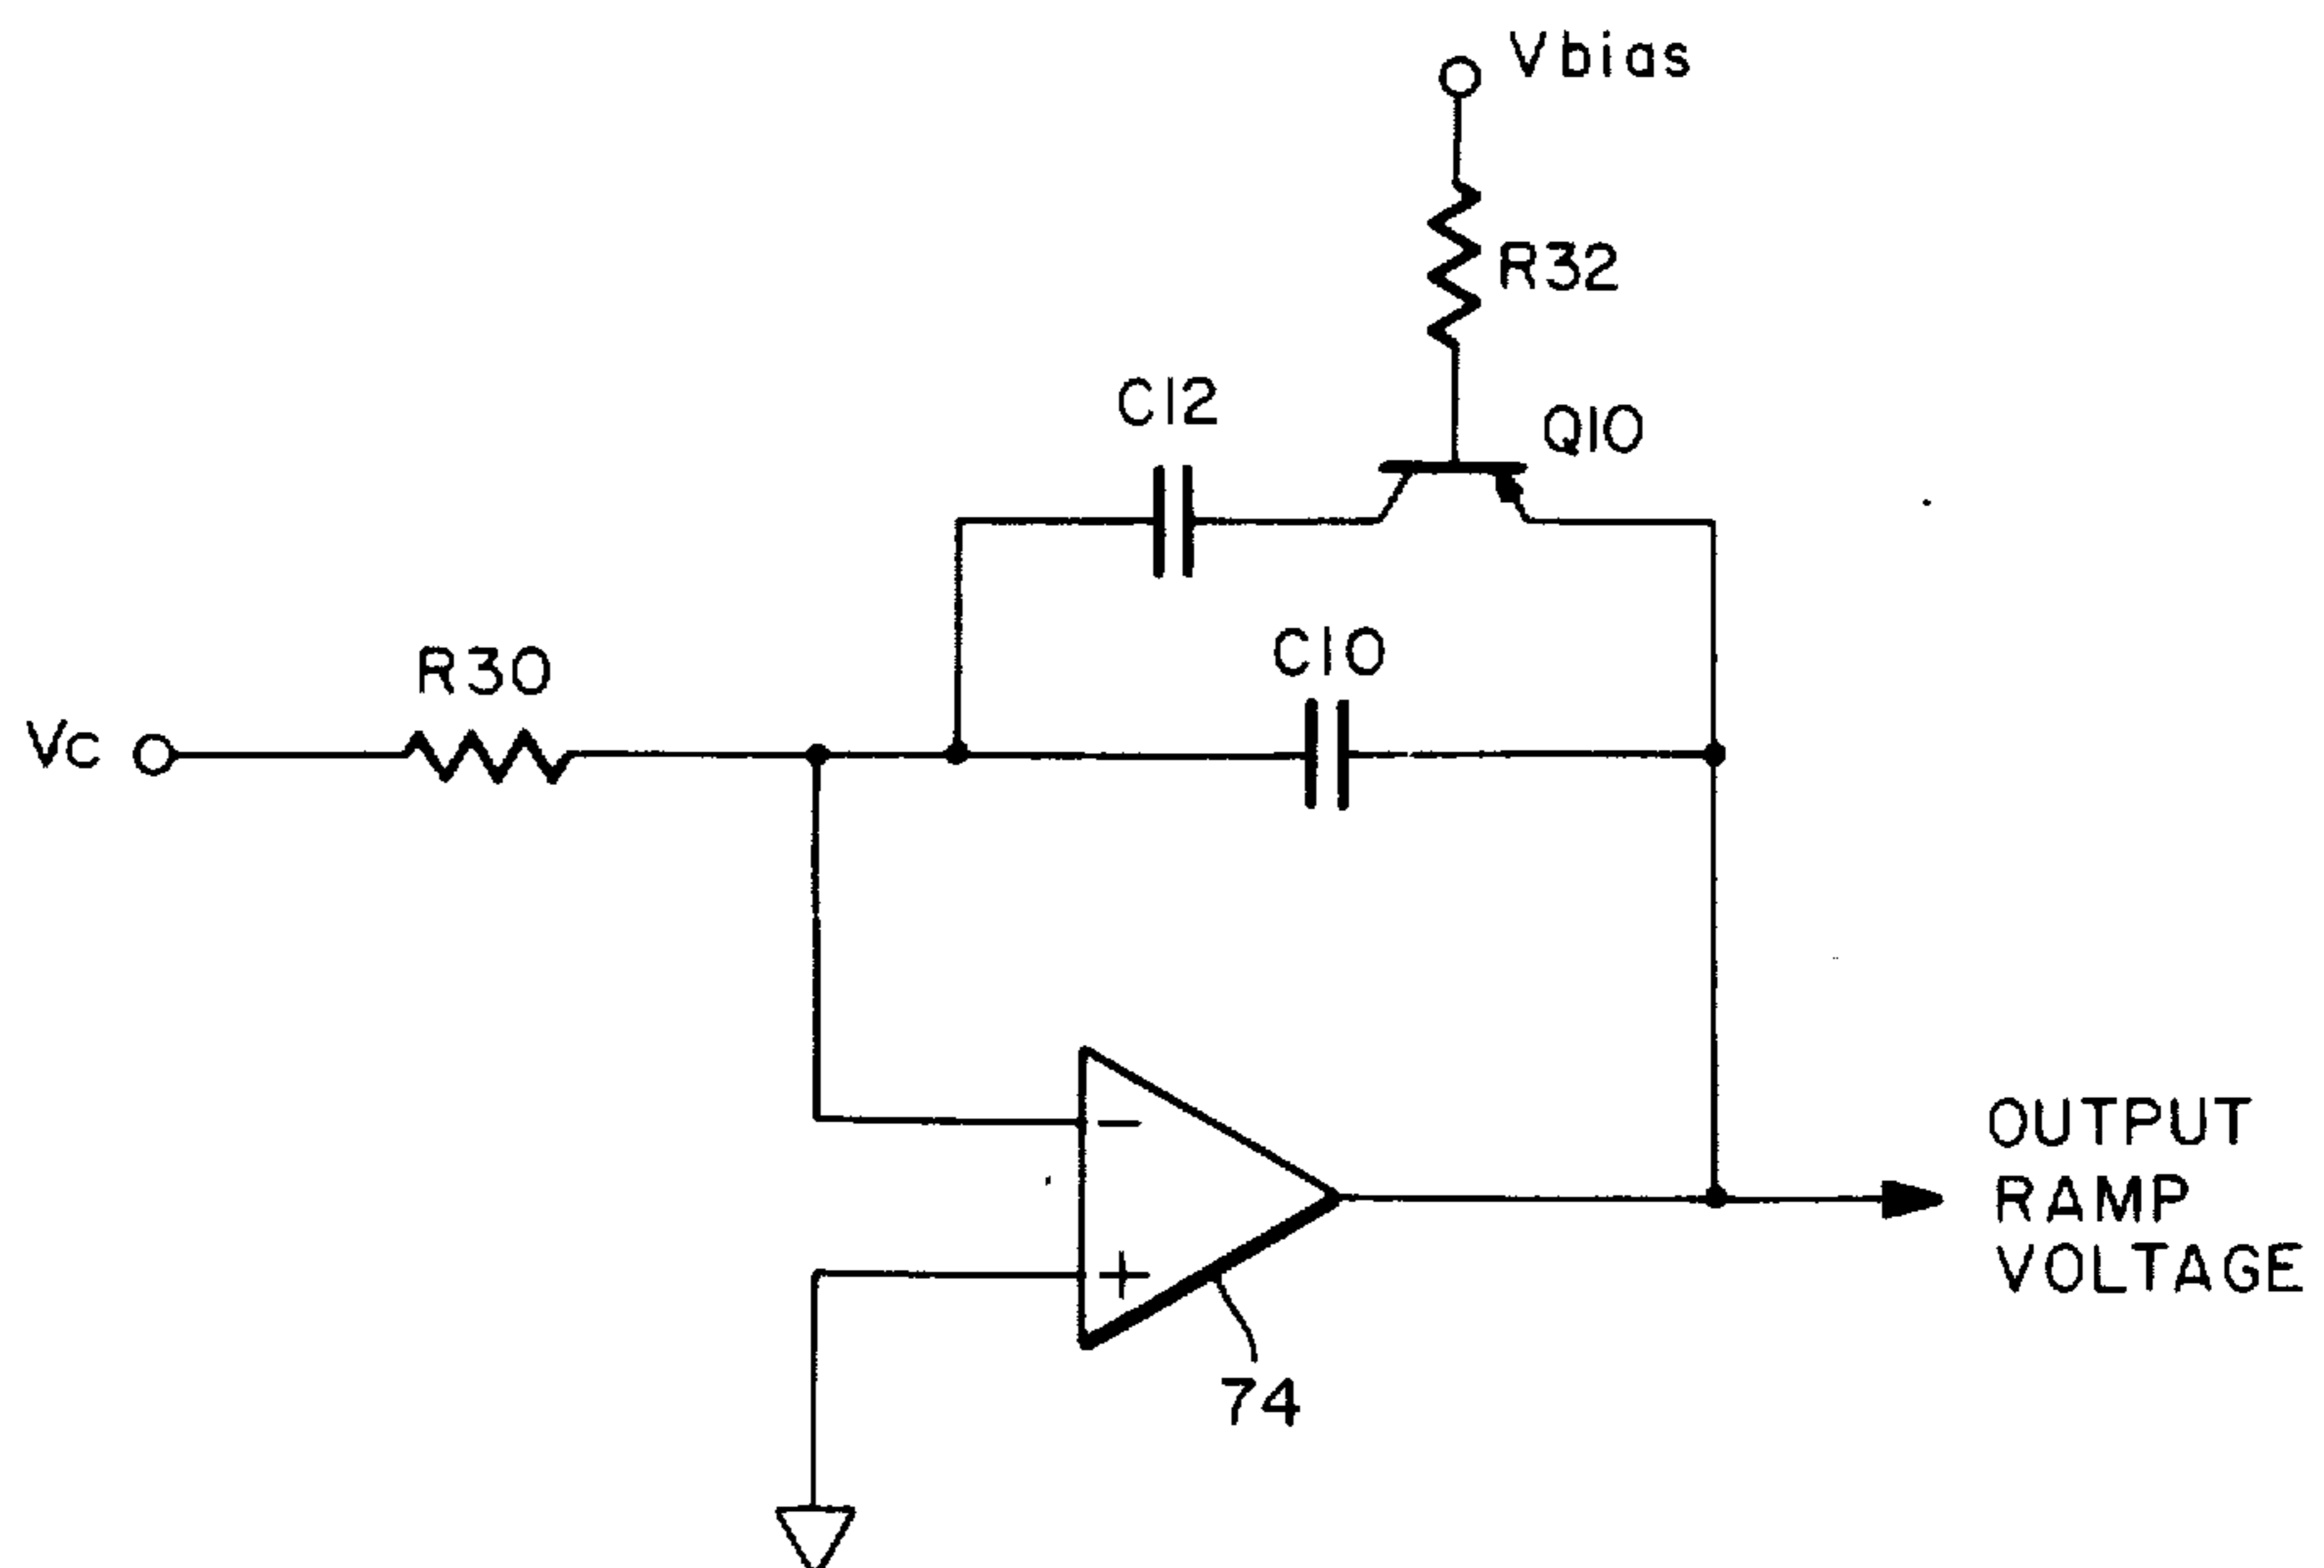 Vbias
R32
C12
Q10
C10
R30
Vc
−
+
74
OUTPUT
RAMP
VOLTAGE